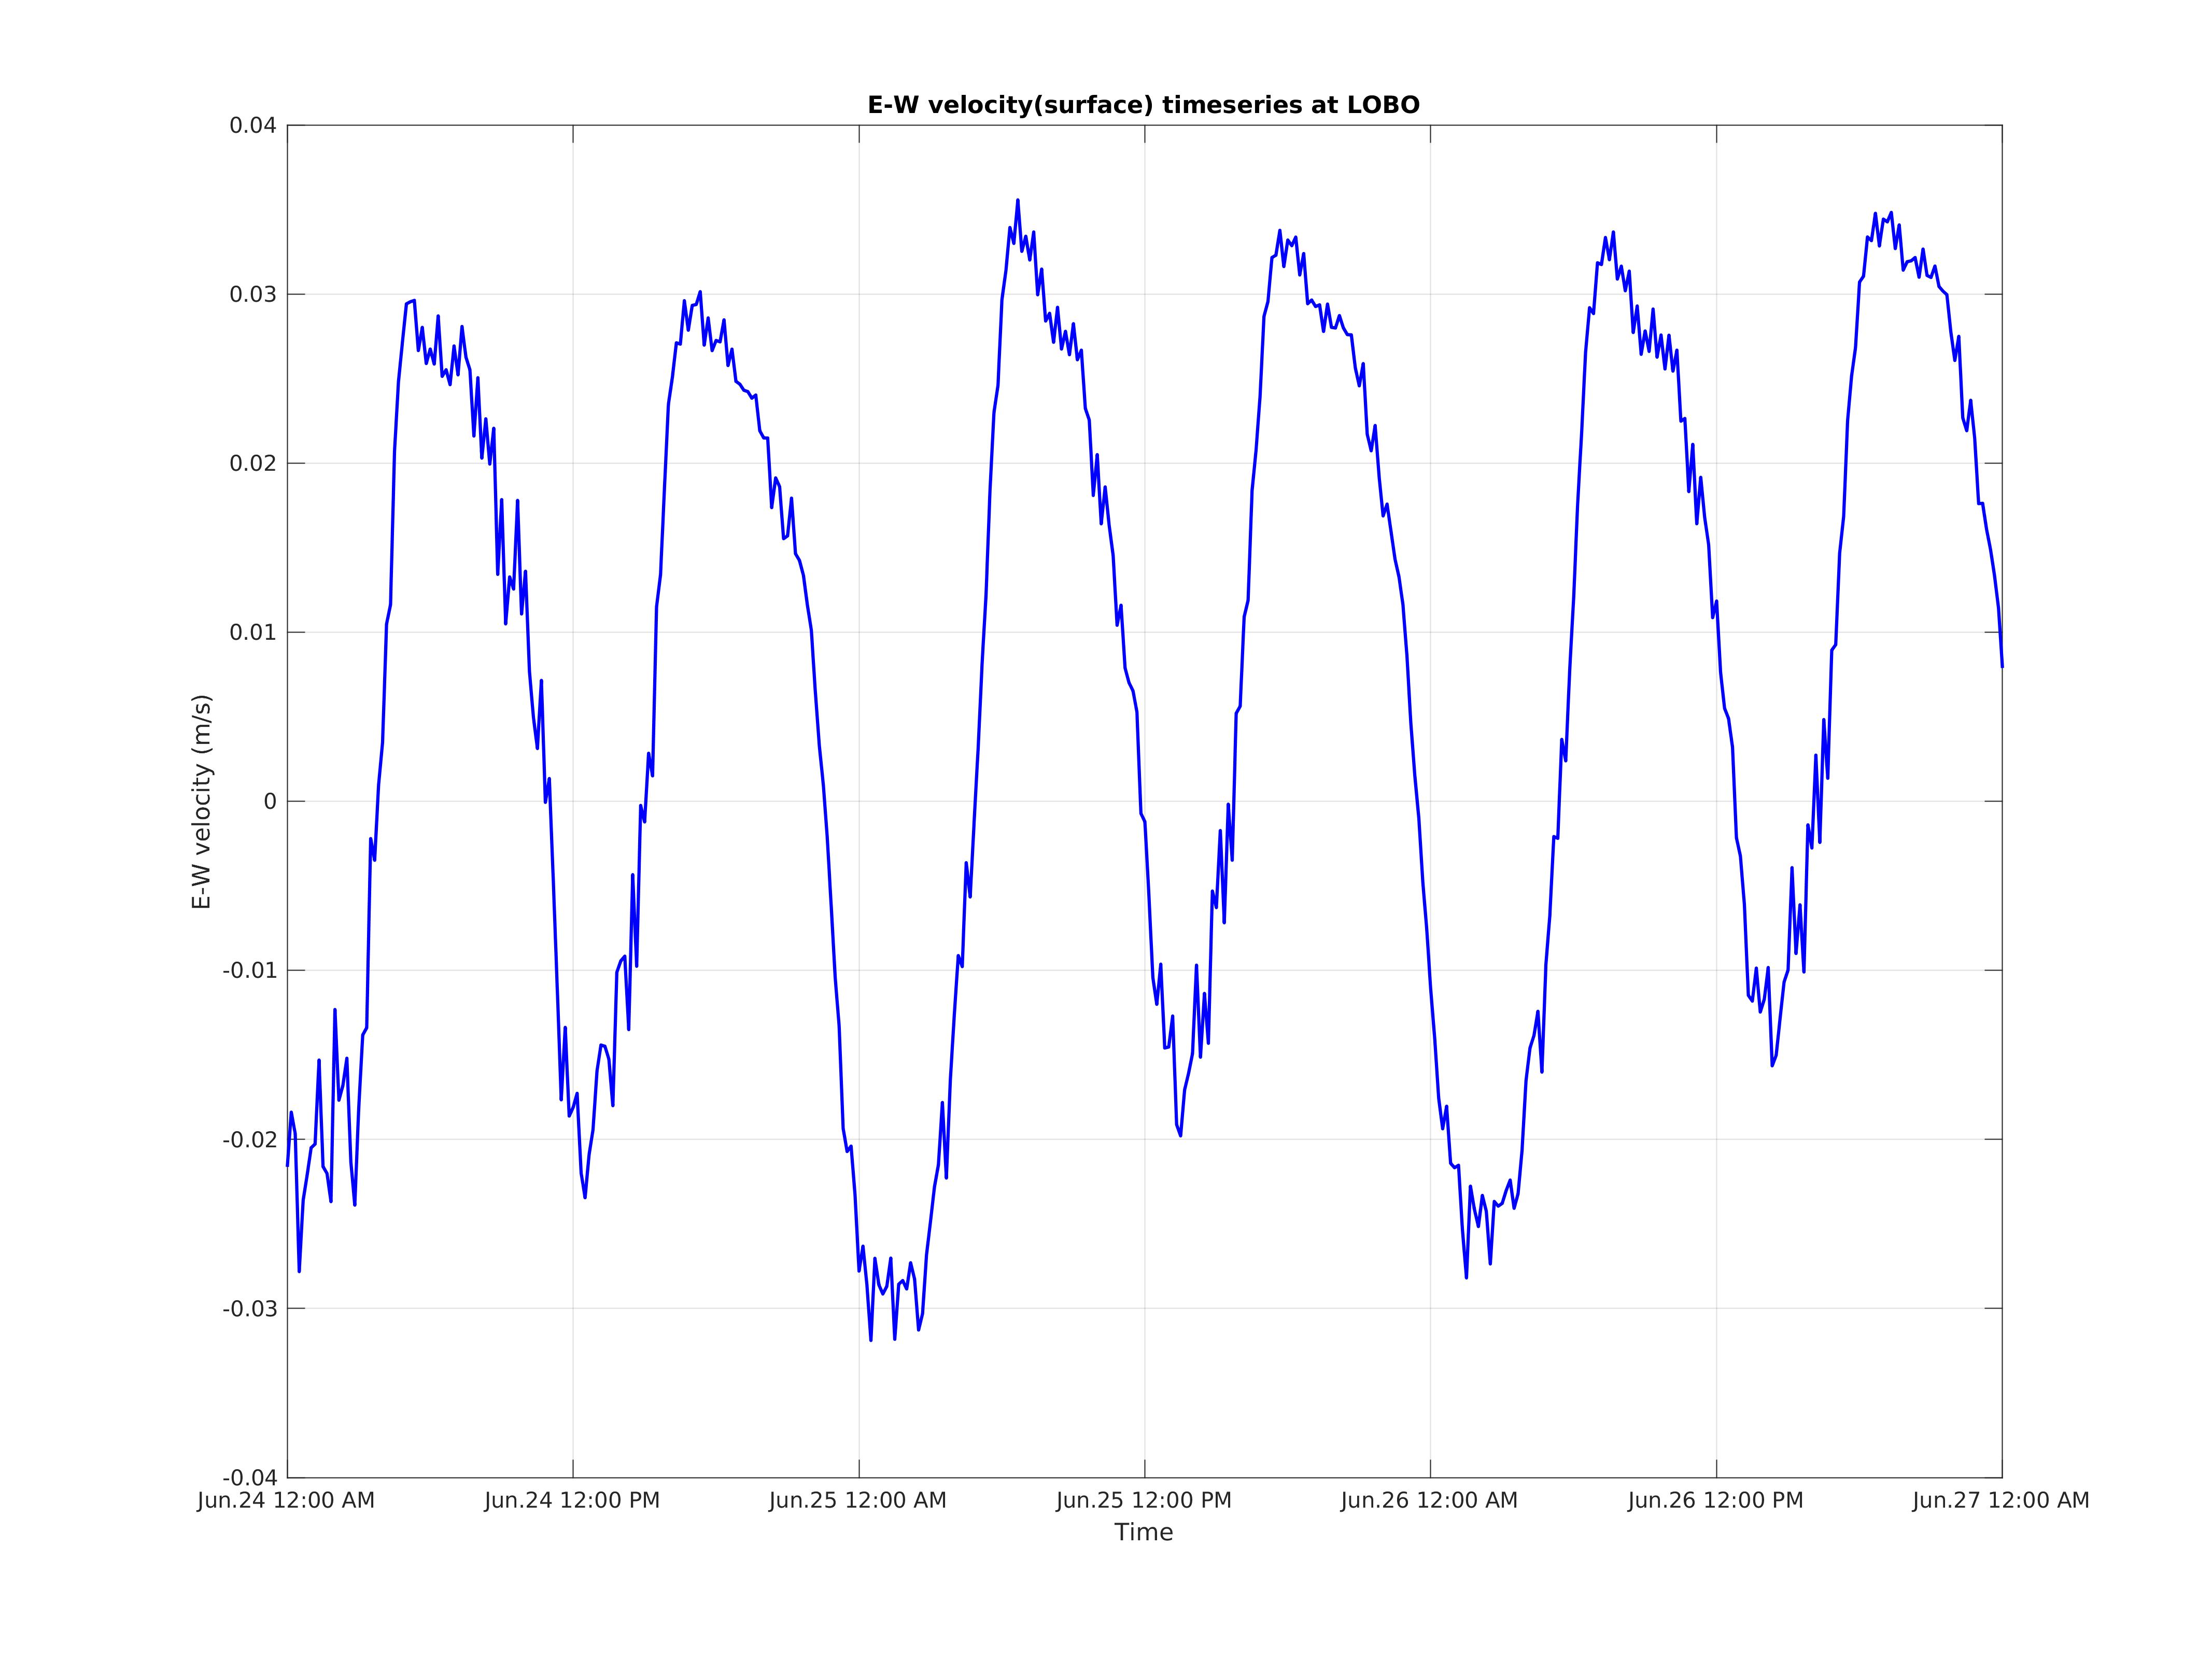 E-W velocity(surface) timeseries at LOBO
0.04
0.03
0.02
0.01
0
-0.01
-0.02
-0.03
-0.04
E-W velocity (m/s)
Jun.24 12:00 AM Jun.24 12:00 PM Jun.25 12:00 AM Jun.25 12:00 PM Jun.26 12:00 AM Jun.26 12:00 PM Jun.27 12:00 AM
Time